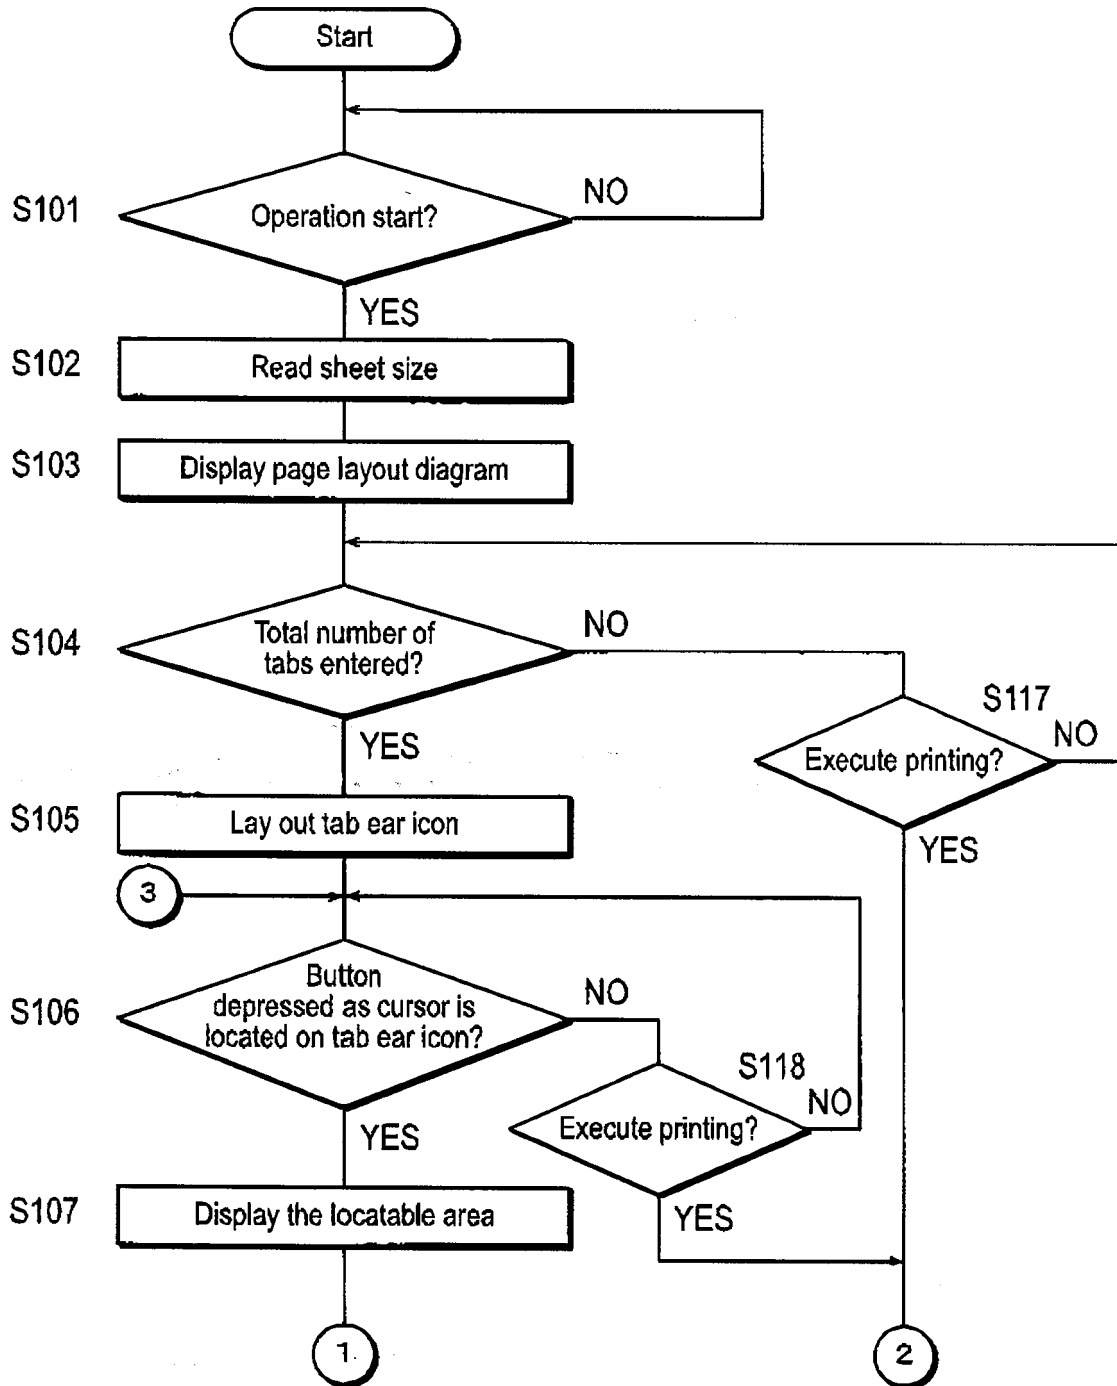 Start
S101
Operation start?
NO
YES
S102
Read sheet size
S103
Display page layout diagram
S104
Total number of
tabs entered?
NO
YES
S117
Execute printing?
NO
YES
S105
Lay out tab ear icon
3
S106
Button
depressed as cursor is
located on tab ear icon?
NO
YES
S118
Execute printing?
NO
YES
S107
Display the locatable area
1
2